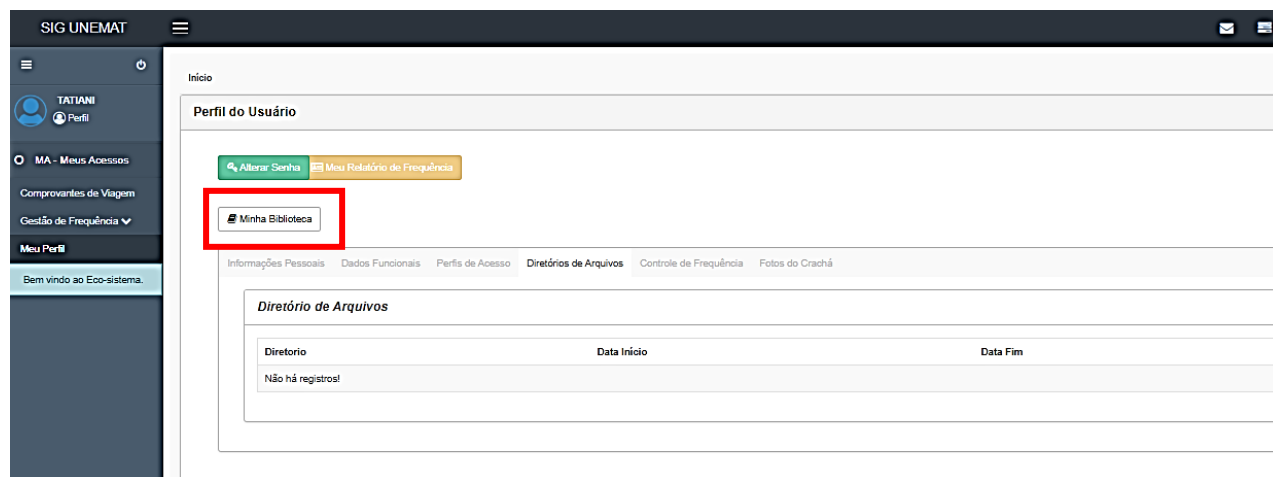 SIG UNEMAT
Início
TATIANI
Perfil
Perfil do Usuário
MA - Meus Acessos
Alterar Senha Meu Relatório de Frequência
Comprovantes de Viagem
Gestão de Frequência
Minha Biblioteca
Meu Perfil
Informações Pessoais Dados Funcionais Perfis de Acesso Diretórios de Arquivos Controle de Frequência Fotos do Crachá
Bem vindo ao Eco-sistema.
Diretório de Arquivos
Diretorio Data Início Data Fim
Não há registros!